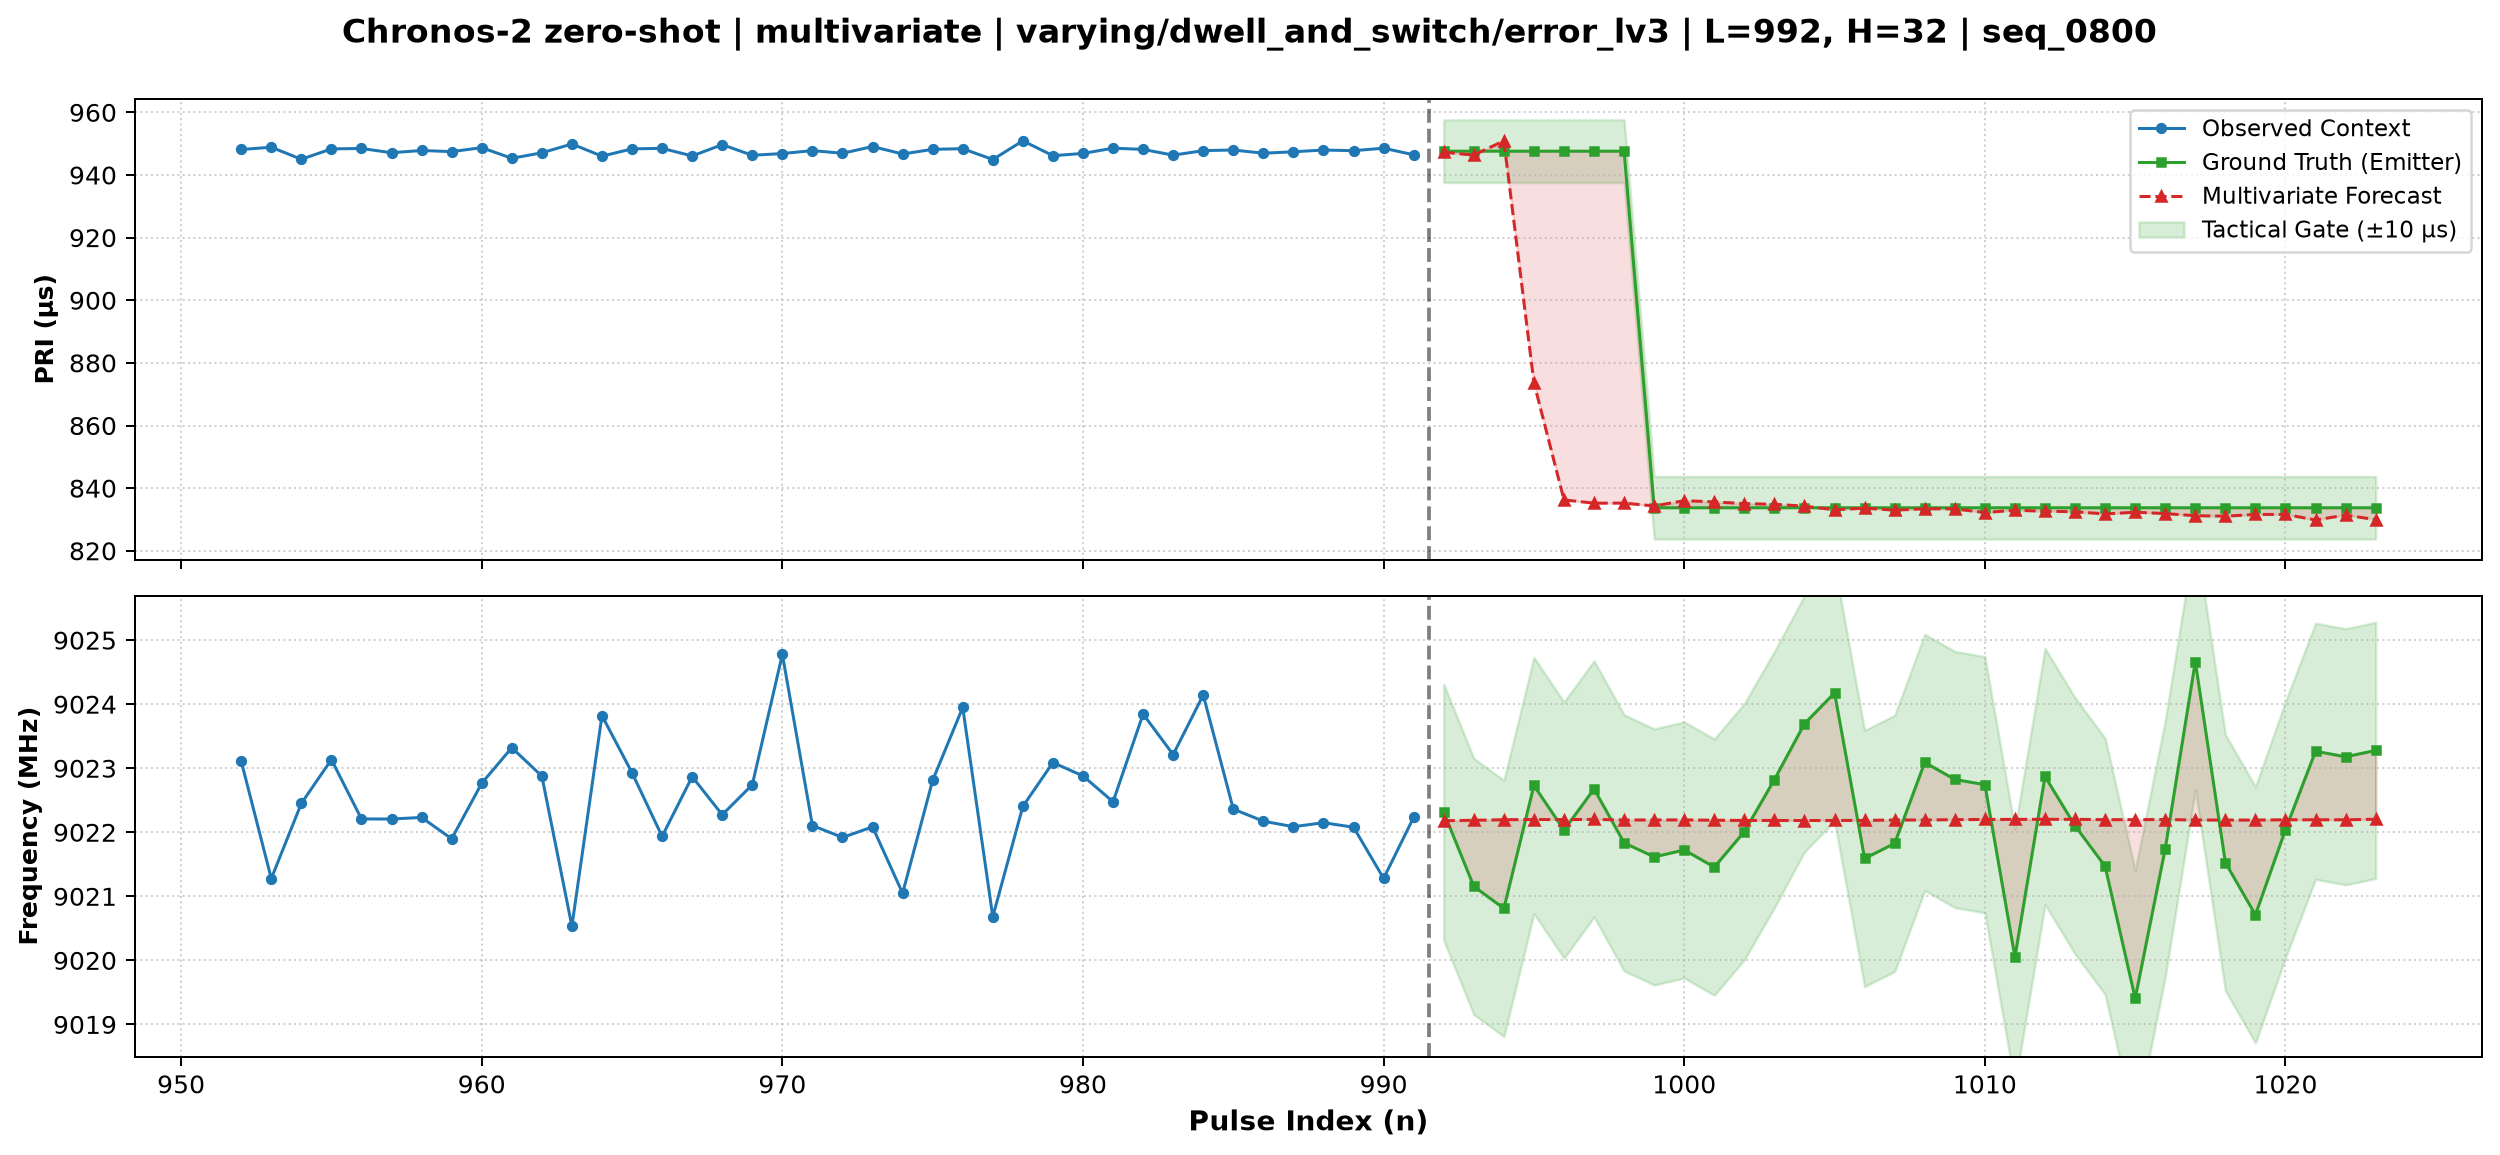 Chronos-2 zero-shot | multivariate | varying/dwell_and_switch/error_lv3 | L=992, H=32 | seq_0800
960
940
920
900
880
860
840
820
PRI (µs)
Observed Context
Ground Truth (Emitter)
Multivariate Forecast
Tactical Gate (±10 µs)
9025
9024
9023
9022
9021
9020
9019
Frequency (MHz)
950 960 970 980 990 1000 1010 1020
Pulse Index (n)